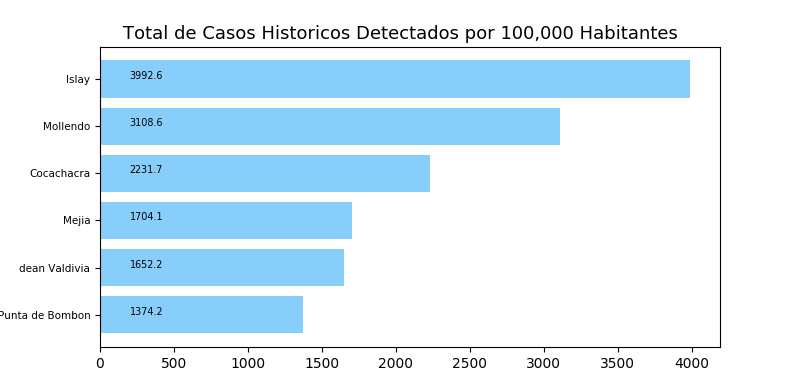 Total de Casos Historicos Detectados por 100,000 Habitantes
Islay 3992.6
Mollendo 3108.6
Cocachacra 2231.7
Mejia 1704.1
dean Valdivia 1652.2
Punta de Bombon 1374.2
0 500 1000 1500 2000 2500 3000 3500 4000